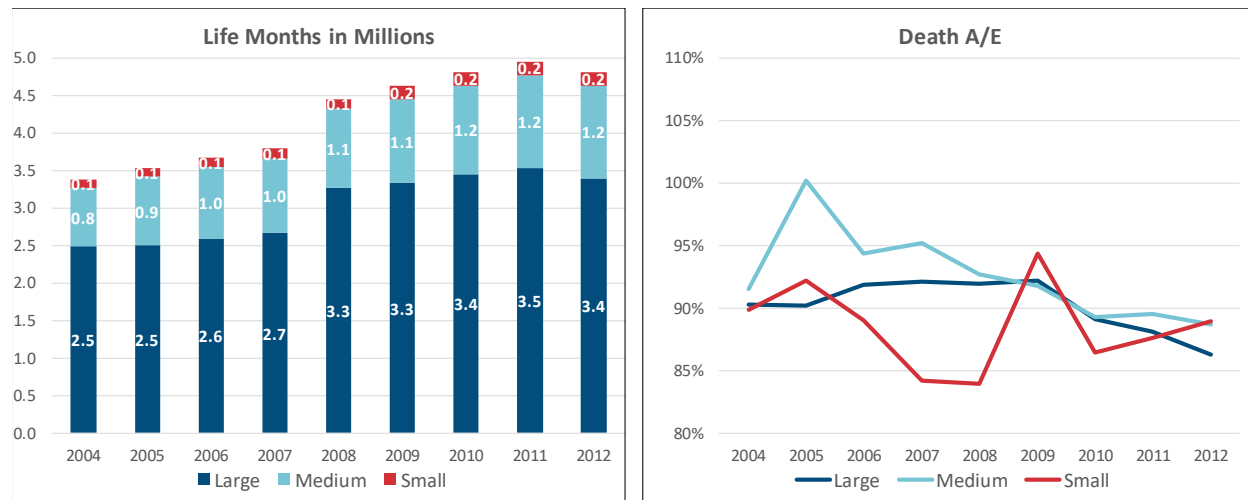 Life Months in Millions
5.0
4.5
4.0
3.5
3.0
2.5
2.0
1.5
1.0
0.5
0.0
0.1 0.1 0.1 0.1 0.1 0.2 0.2 0.2 0.2
0.8 0.9 1.0 1.0 1.1 1.1 1.2 1.2 1.2
2.5 2.5 2.6 2.7 3.3 3.3 3.4 3.5 3.4
2004 2005 2006 2007 2008 2009 2010 2011 2012
Large Medium Small
Death A/E
110%
105%
100%
95%
90%
85%
80%
2004 2005 2006 2007 2008 2009 2010 2011 2012
Large Medium Small